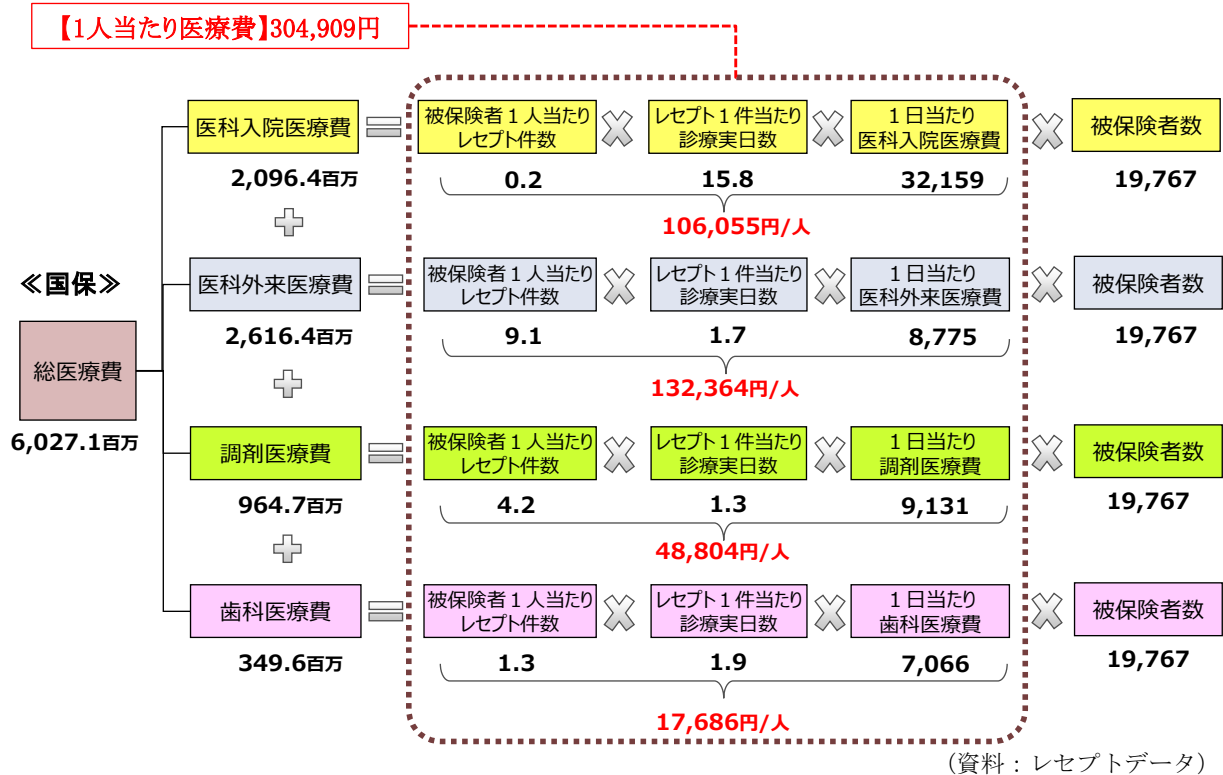 【1人当たり医療費】304,909円
医科入院医療費
被保険者１人当たり
レセプト件数
レセプト１件当たり
診療実日数
１日当たり
医科入院医療費
被保険者数
2,096.4百万
0.2
15.8
32,159
19,767
106,055円/人
≪国保≫
医科外来医療費
被保険者１人当たり
レセプト件数
レセプト１件当たり
診療実日数
１日当たり
医科外来医療費
被保険者数
2,616.4百万
9.1
1.7
8,775
19,767
132,364円/人
総医療費
6,027.1百万
調剤医療費
被保険者１人当たり
レセプト件数
レセプト１件当たり
診療実日数
１日当たり
調剤医療費
被保険者数
964.7百万
4.2
1.3
9,131
19,767
48,804円/人
歯科医療費
被保険者１人当たり
レセプト件数
レセプト１件当たり
診療実日数
１日当たり
歯科医療費
被保険者数
349.6百万
1.3
1.9
7,066
19,767
17,686円/人
（資料：レセプトデータ）